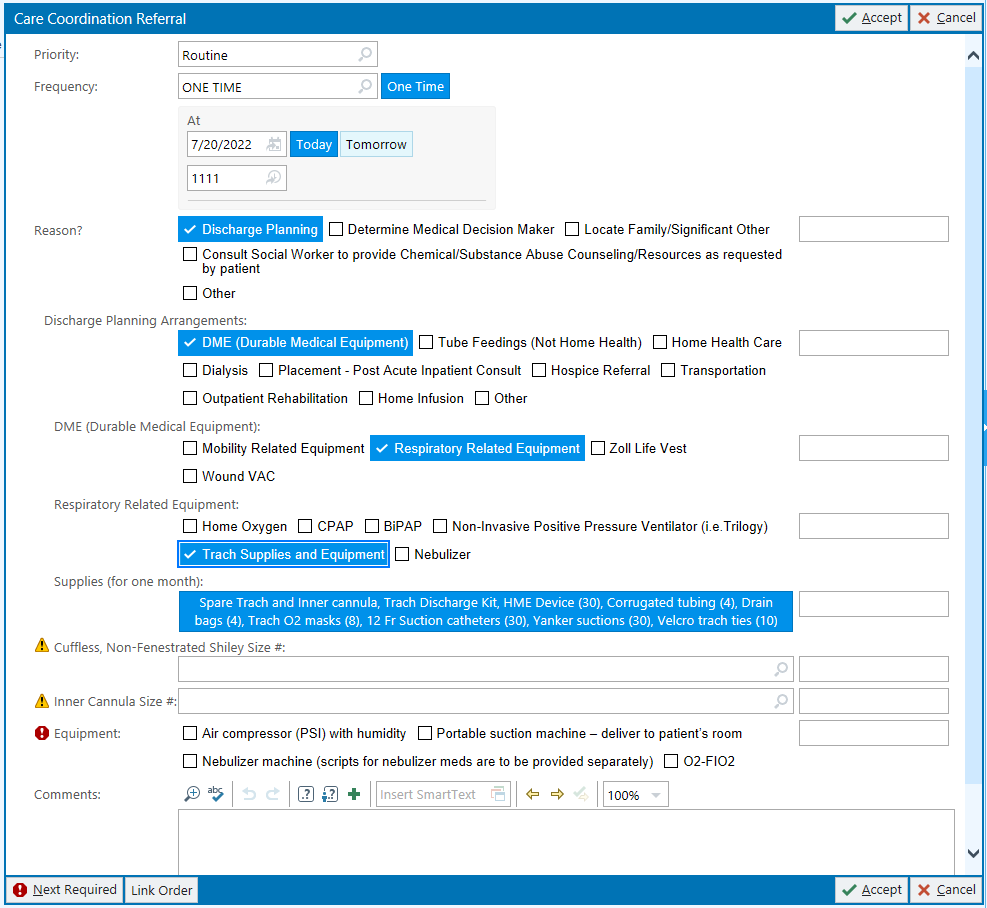 Care Coordination Referral
Accept
Cancel
Priority:
Routine
Frequency:
ONE TIME
One Time
At
7/20/2022
Today
Tomorrow
1111
Reason?
Discharge Planning
Determine Medical Decision Maker
Locate Family/Significant Other
Consult Social Worker to provide Chemical/Substance Abuse Counseling/Resources as requested
by patient
Other
Discharge Planning Arrangements:
DME (Durable Medical Equipment)
Tube Feedings (Not Home Health)
Home Health Care
Dialysis
Placement - Post Acute Inpatient Consult
Hospice Referral
Transportation
Outpatient Rehabilitation
Home Infusion
Other
DME (Durable Medical Equipment):
Mobility Related Equipment
Respiratory Related Equipment
Zoll Life Vest
Wound VAC
Respiratory Related Equipment:
Home Oxygen
CPAP
BiPAP
Non-Invasive Positive Pressure Ventilator (i.e.Trilogy)
Trach Supplies and Equipment
Nebulizer
Supplies (for one month):
Spare Trach and Inner cannula, Trach Discharge Kit, HME Device (30), Corrugated tubing (4), Drain
bags (4), Trach O2 masks (8), 12 Fr Suction catheters (30), Yanker suctions (30), Velcro trach ties (10)
Cuffless, Non-Fenestrated Shiley Size #:
Inner Cannula Size #:
Equipment:
Air compressor (PSI) with humidity
Portable suction machine – deliver to patient's room
Nebulizer machine (scripts for nebulizer meds are to be provided separately)
O2-FIO2
Comments:
abc
Insert SmartText
100%
Next Required
Link Order
Accept
Cancel